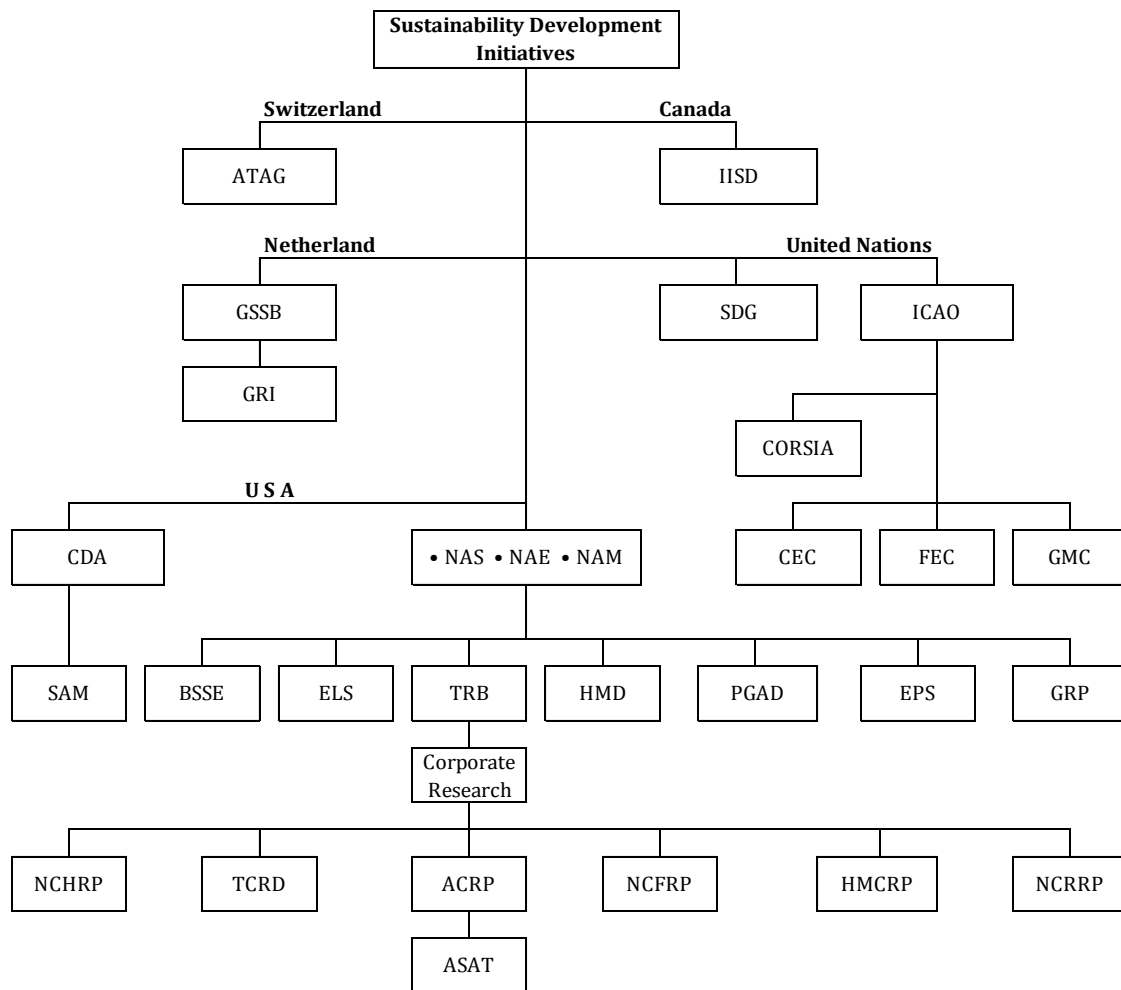 Sustainability Development
Initiatives
Switzerland
Canada
ATAG
IISD
Netherland
United Nations
GSSB
SDG
ICAO
GRI
CORSIA
U S A
CDA
• NAS • NAE • NAM
CEC
FEC
GMC
SAM
BSSE
ELS
TRB
HMD
PGAD
EPS
GRP
Corporate
Research
NCHRP
TCRD
ACRP
NCFRP
HMCRP
NCRRP
ASAT